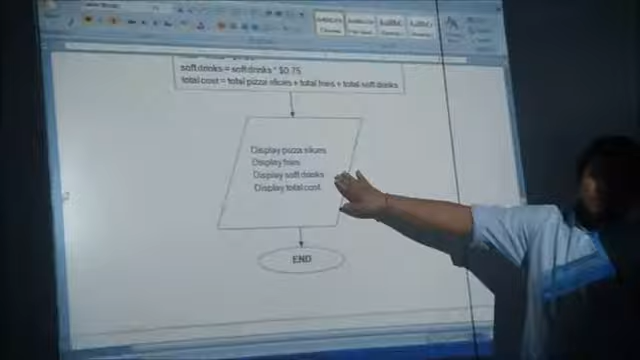 soft drinks = soft drinks * $0.75
total cost = total pizza slices + total fries + total soft drinks
Display pizza slices
Display fries
Display soft drinks
Display total cost
END